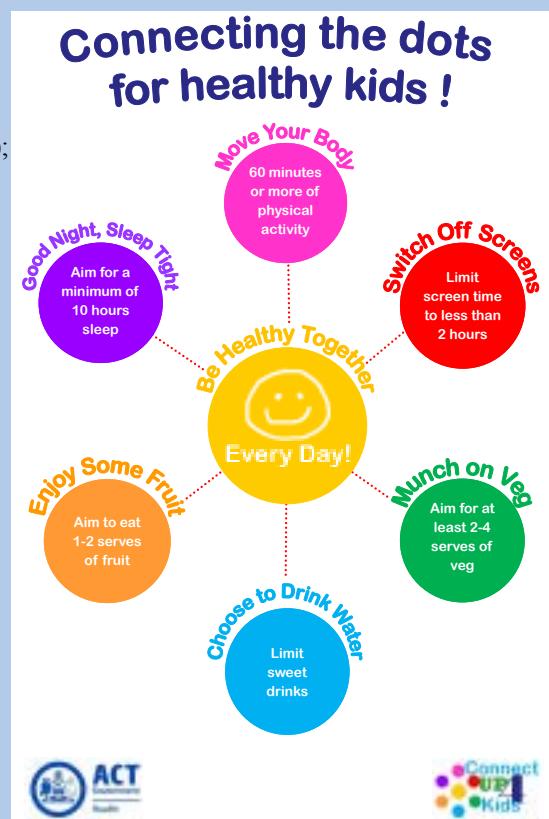 Connecting the dots
for healthy kids !
);
Move Your Body
60 minutes
or more of
physical
activity
Good Night, Sleep Tight
Aim for a
minimum of
10 hours
sleep
Switch Off Screens
Limit
screen time
to less than
2 hours
Be Healthy Together
Every Day!
Enjoy Some Fruit
Aim to eat
1-2 serves
of fruit
Munch on Veg
Aim for at
least 2-4
serves of
veg
Choose to Drink Water
Limit
sweet
drinks
ACT
Health
Connect
UP4
Kids